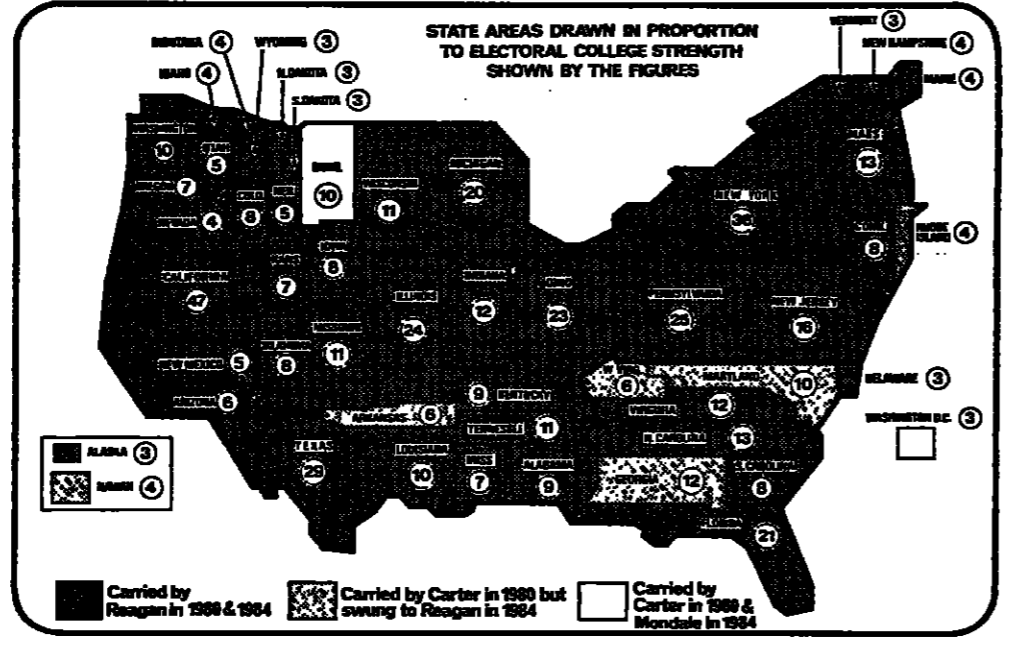 STATE AREAS DRAWN IN PROPORTION
TO ELECTORAL COLLEGE STRENGTH
SHOWN BY THE FIGURES
VERMONT 3
NEW HAMPSHIRE 4
MAINE 4
MONTANA 4
WYOMING 3
IDAHO 4
N.DAKOTA 3
S.DAKOTA 3
WASHINGTON
10
UTAH
5
OREGON 7
NEVADA 4
COLO
8
NEB
5
10
WISCONSIN
11
MICHIGAN
20
NEW YORK
36
MASS
13
CONN
8
RHODE
ISLAND 4
CALIFORNIA
47
KANS
7
IOWA
8
ILLINOIS
24
INDIANA
12
OHIO
23
PENNSYLVANIA
25
NEW JERSEY
16
NEW MEXICO 5
OKLAHOMA
8
MISSOURI
11
ARIZONA 6
ARKANSAS 6
9 KENTUCKY
TENNESSEE 11
6
MARYLAND 10
VIRGINIA 12
N. CAROLINA 13
S. CAROLINA
8
GEORGIA 12
FLORIDA 21
TEXAS
29
LOUISIANA
10
MISS
7
ALABAMA
9
DELAWARE 3
WASHINGTON D.C. 3
ALASKA 3
HAWAII 4
Carried by
Reagan in 1980 & 1984
Carried by Carter in 1980 but
swung to Reagan in 1984
Carried by
Carter in 1980 &
Mondale in 1984